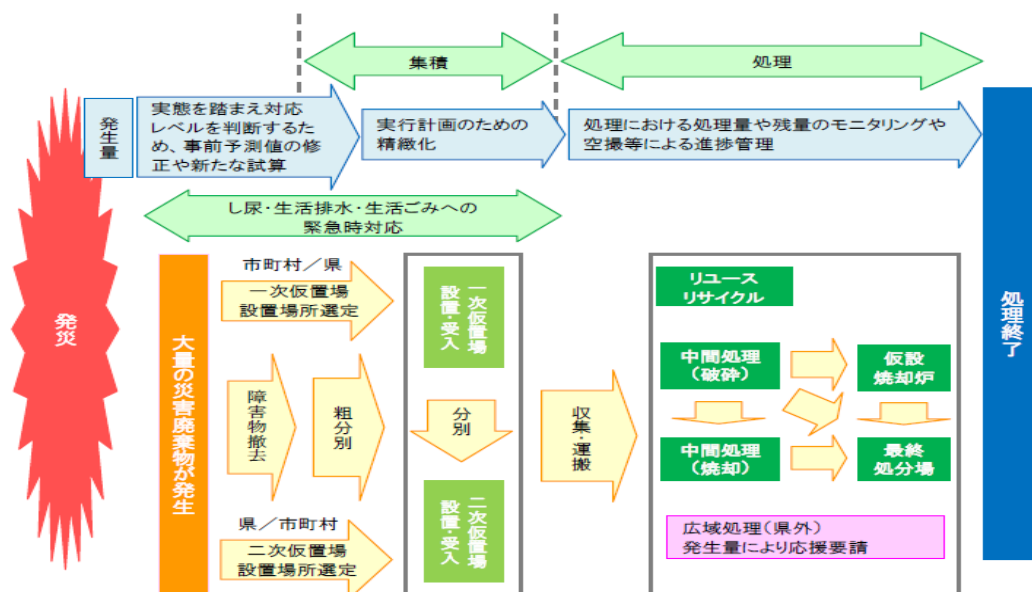 集積
処理
発災
発生量
実態を踏まえ対応
レベルを判断するた
め、事前予測値の修
正や新たな試算
実行計画のための
精緻化
処理における処理量や残量のモニタリングや
空撮等による進捗管理
処理終了
し尿・生活排水・生活ごみへの
緊急時対応
大量の災害廃棄物が発生
市町村／県
一次仮置場
設置場所選定
障害物
撤去
粗分別
県／市町村
二次仮置場
設置場所選定
一次仮置場
設置・受入
分別
二次仮置場
設置・受入
収集・運搬
リユース
リサイクル
中間処理
（破砕）
仮設
焼却炉
中間処理
（焼却）
最終
処分場
広域処理（県外）
発生量により応援要請